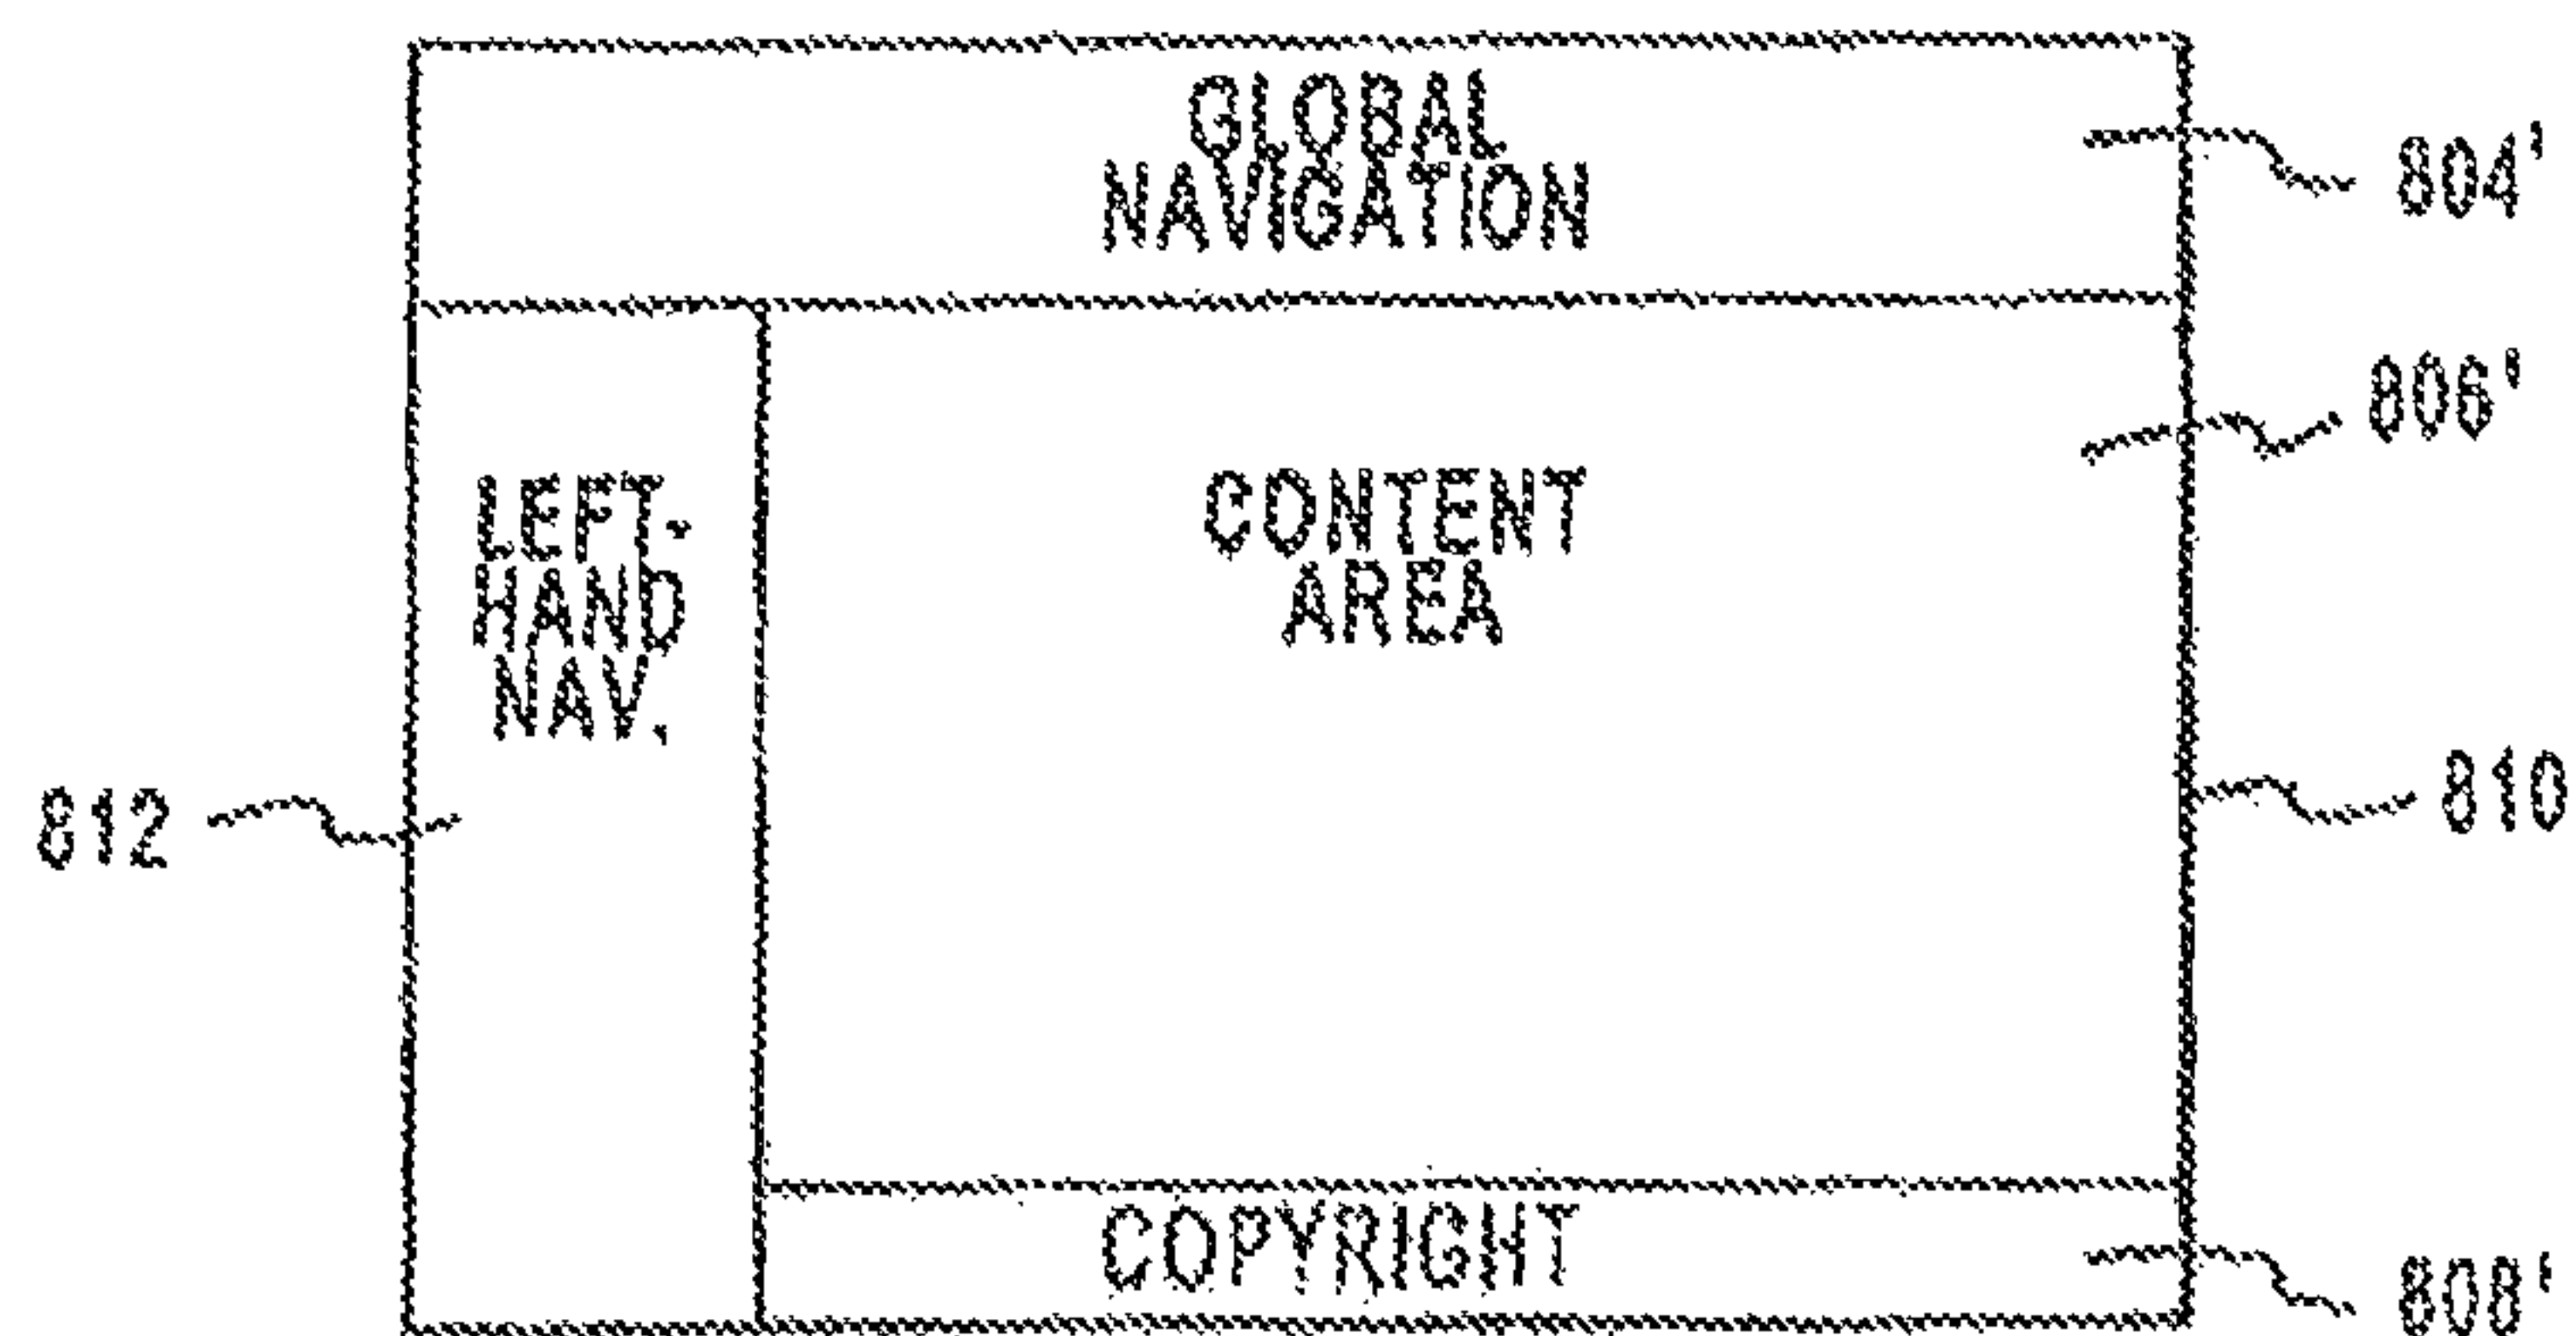 GLOBAL
NAVIGATION
804'
806'
LEFT-
HAND
NAV.
CONTENT
AREA
812
810
COPYRIGHT
808'